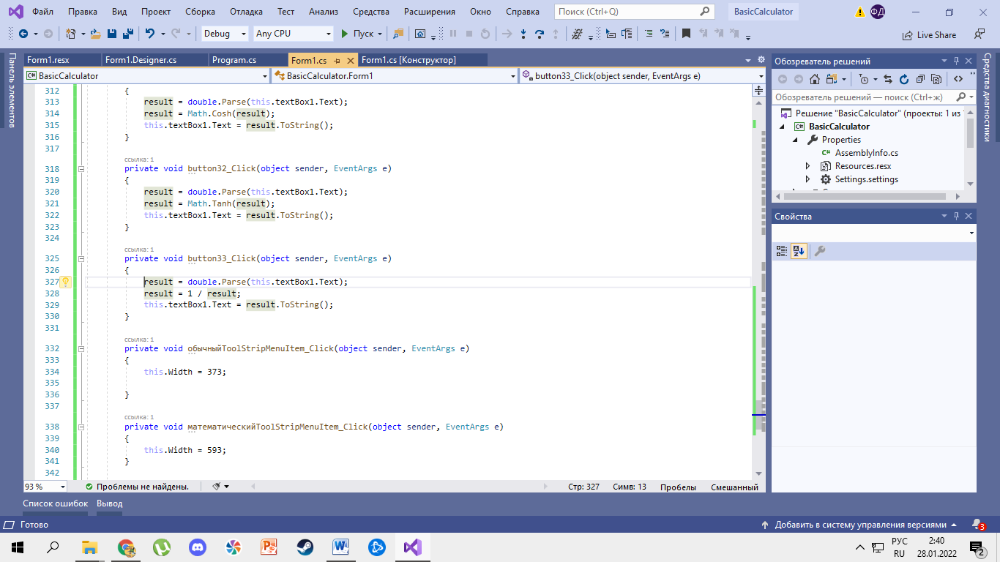 Файл Правка Вид Проект Сборка Отладка Тест Анализ Средства Расширения Окно Справка Поиск (Ctrl+Q) BasicCalculator ФД
Debug Any CPU Пуск Live Share
Панель элементов
Form1.resx Form1.Designer.cs Program.cs Form1.cs Form1.cs [Конструктор]
BasicCalculator BasicCalculator.Form1 button33_Click(object sender, EventArgs e)
312 {
313 result = double.Parse(this.textBox1.Text);
314 result = Math.Cosh(result);
315 this.textBox1.Text = result.ToString();
316 }
317
ссылка: 1
318 private void button32_Click(object sender, EventArgs e)
319 {
320 result = double.Parse(this.textBox1.Text);
321 result = Math.Tanh(result);
322 this.textBox1.Text = result.ToString();
323 }
324
ссылка: 1
325 private void button33_Click(object sender, EventArgs e)
326 {
327 result = double.Parse(this.textBox1.Text);
328 result = 1 / result;
329 this.textBox1.Text = result.ToString();
330 }
331
ссылка: 1
332 private void обычныйToolStripMenuItem_Click(object sender, EventArgs e)
333 {
334 this.Width = 373;
335
336 }
337
ссылка: 1
338 private void математическийToolStripMenuItem_Click(object sender, EventArgs e)
339 {
340 this.Width = 593;
341 }
342
93 % Проблемы не найдены. Стр: 327 Симв: 13 Пробелы Смешанный
Обозреватель решений
Обозреватель решений — поиск (Ctrl+ж)
Решение "BasicCalculator" (проекты: 1 из
C# BasicCalculator
Properties
C# AssemblyInfo.cs
Resources.resx
Settings.settings
Свойства
Средства диагностики
Список ошибок Вывод
Готово Добавить в систему управления версиями 3
РУС 2:40
RU 28.01.2022 2